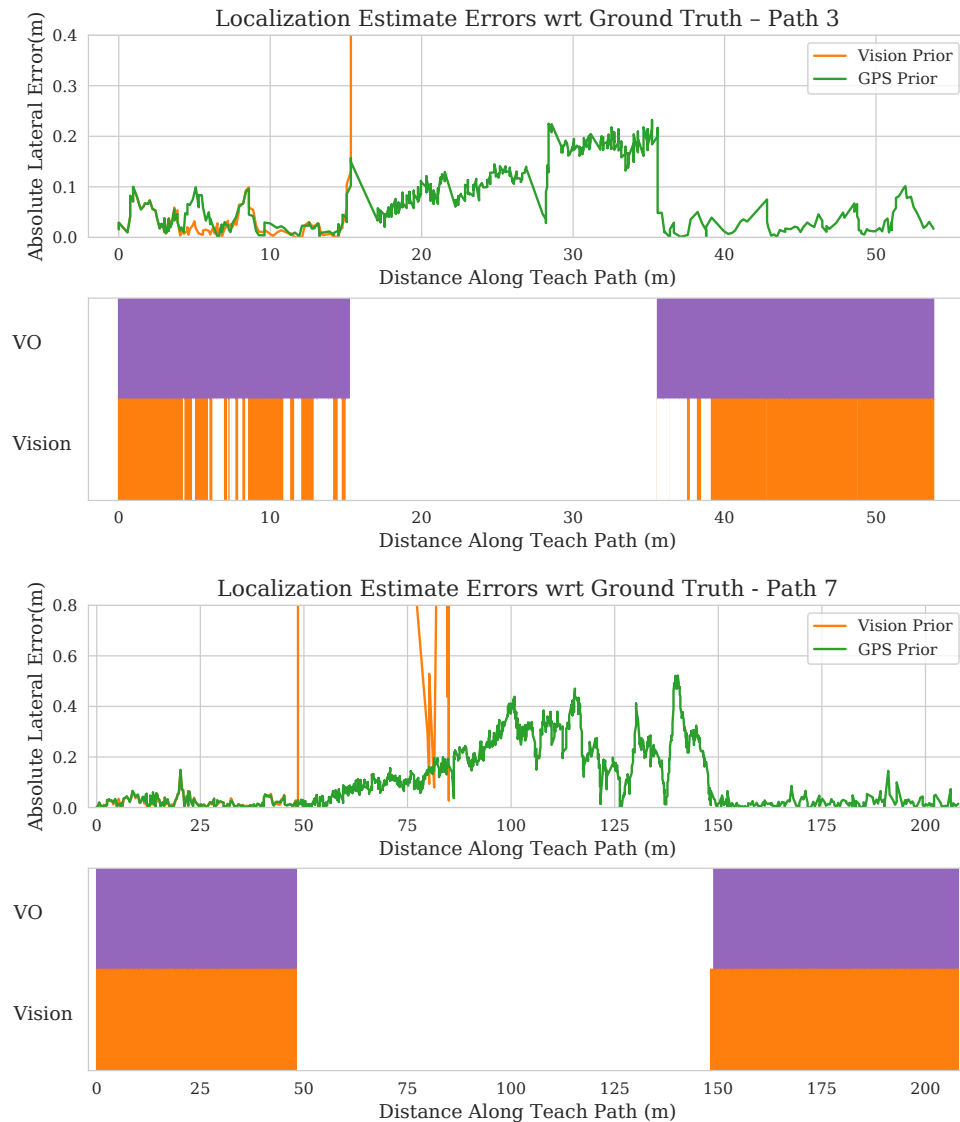 Localization Estimate Errors wrt Ground Truth – Path 3
Absolute Lateral Error(m)
0.4
0.3
0.2
0.1
0.0
Vision Prior
GPS Prior
0 10 20 30 40 50
Distance Along Teach Path (m)
VO
Vision
0 10 20 30 40 50
Distance Along Teach Path (m)
Localization Estimate Errors wrt Ground Truth - Path 7
Absolute Lateral Error(m)
0.8
0.6
0.4
0.2
0.0
Vision Prior
GPS Prior
0 25 50 75 100 125 150 175 200
Distance Along Teach Path (m)
VO
Vision
0 25 50 75 100 125 150 175 200
Distance Along Teach Path (m)